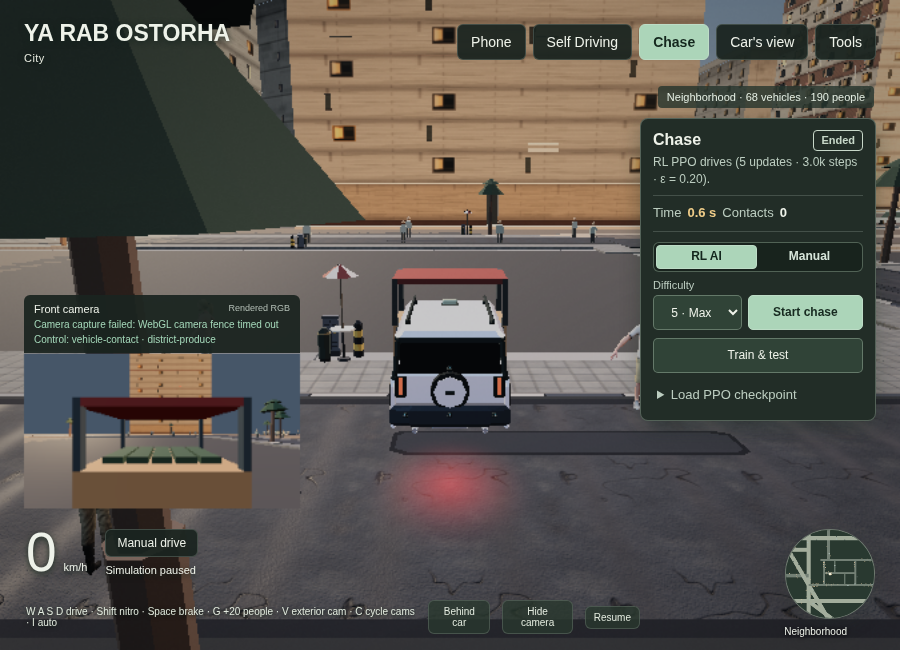 YA RAB OSTORHA
City
Phone
Self Driving
Chase
Car's view
Tools
Neighborhood · 68 vehicles · 190 people
Chase
Ended
RL PPO drives (5 updates · 3.0k steps
· ε = 0.20).
Time 0.6 s Contacts 0
RL AI
Manual
Difficulty
5 · Max
Start chase
Train & test
▶ Load PPO checkpoint
Front camera
Rendered RGB
Camera capture failed: WebGL camera fence timed out
Control: vehicle-contact · district-produce
0 km/h
Manual drive
Simulation paused
W A S D drive · Shift nitro · Space brake · G +20 people · V exterior cam · C cycle cams
· I auto
Behind
car
Hide
camera
Resume
Neighborhood